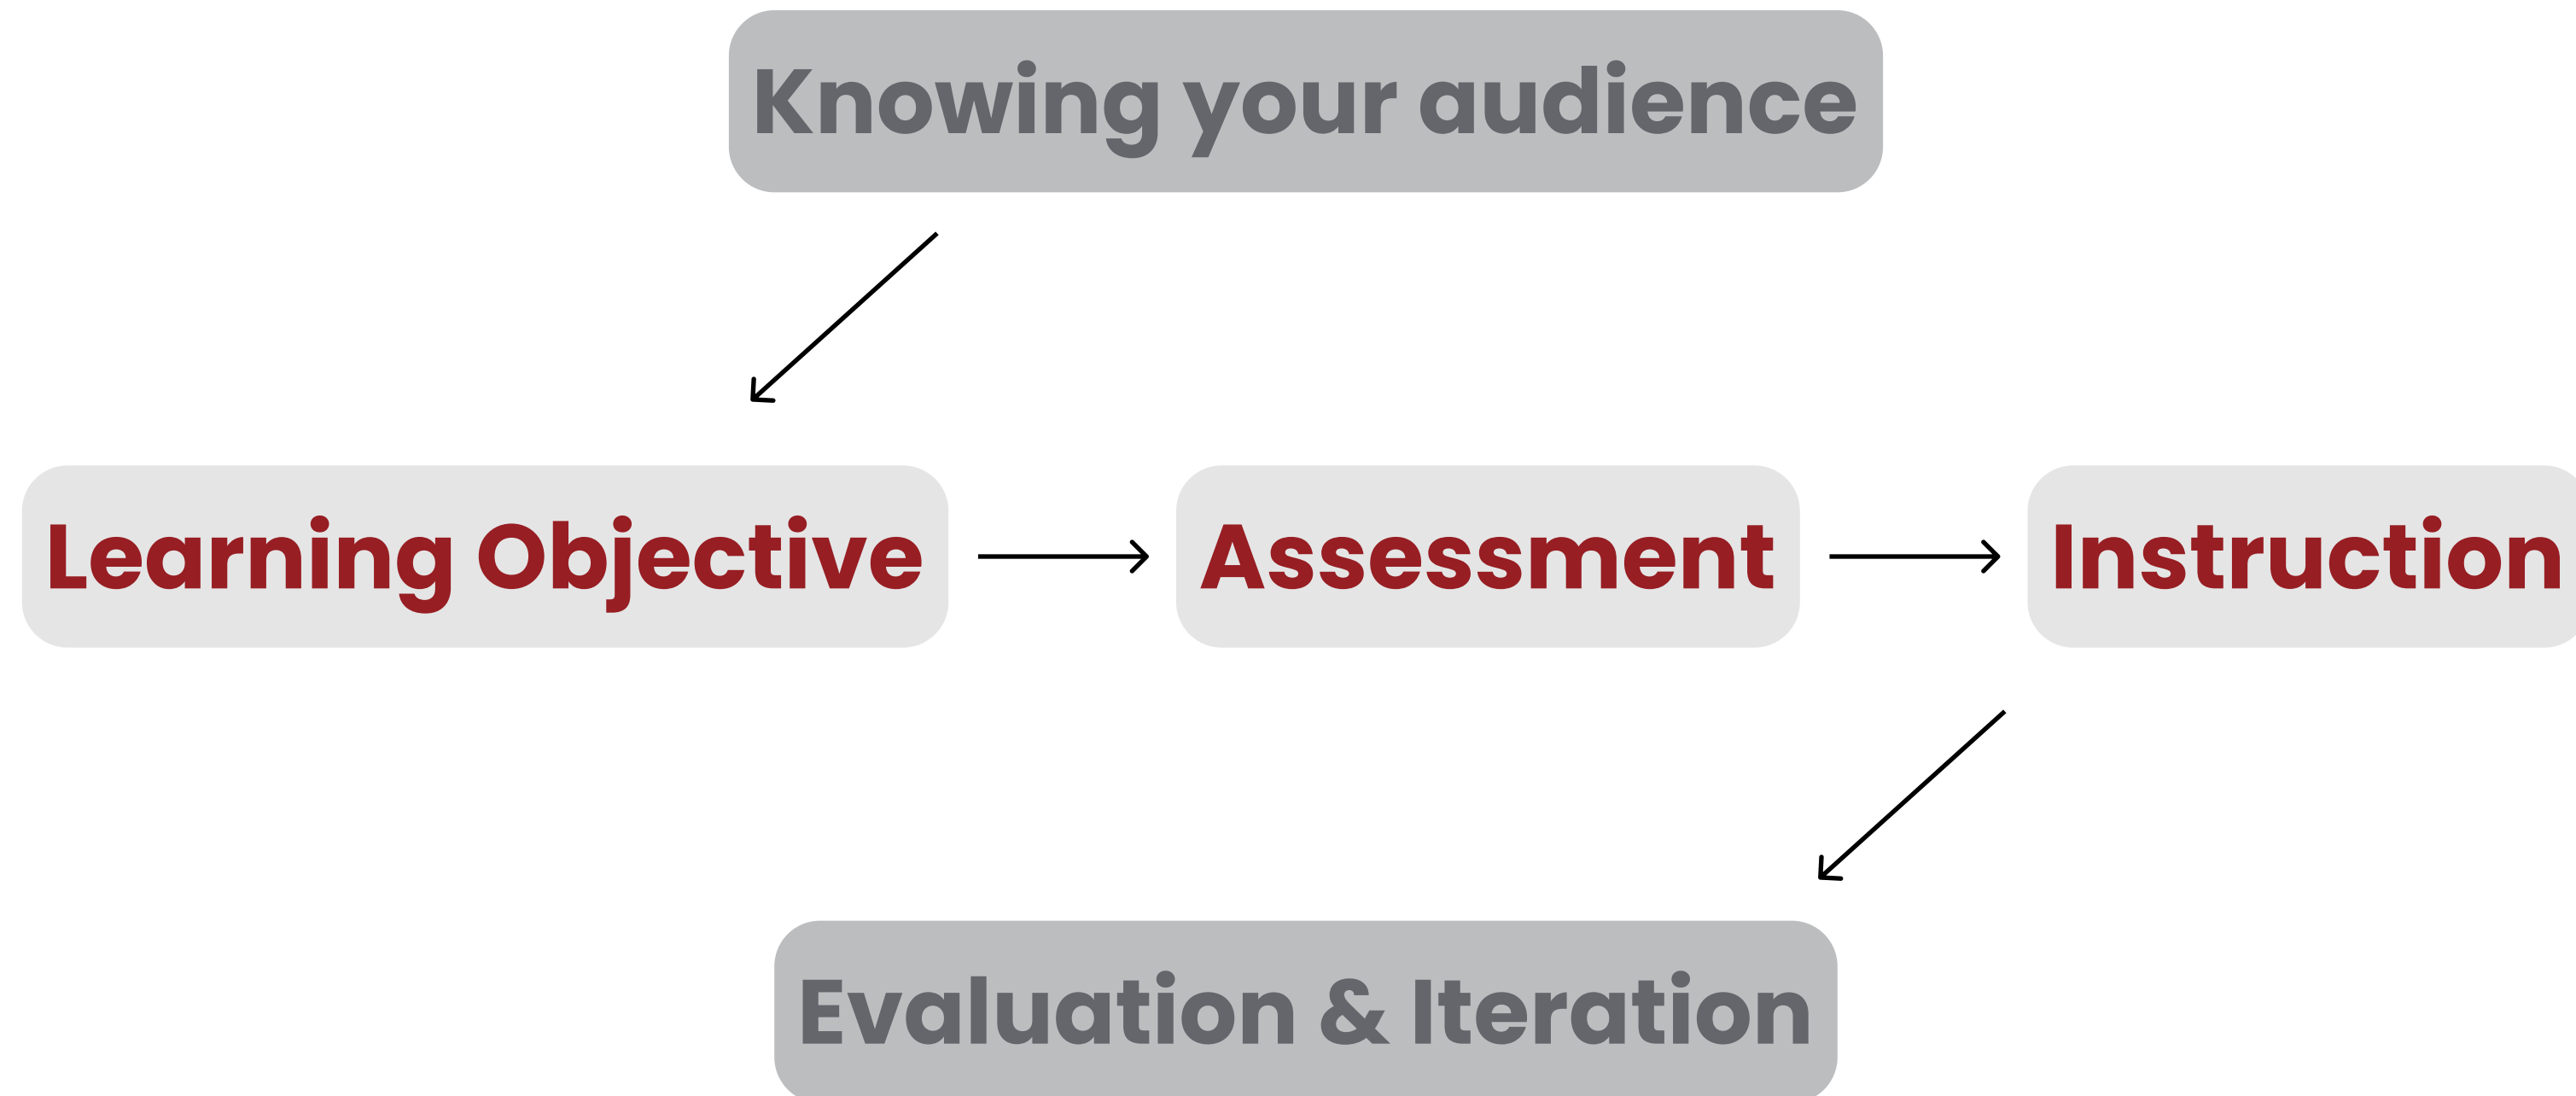 Knowing your audience
Learning Objective
Assessment
Instruction
Evaluation & Iteration